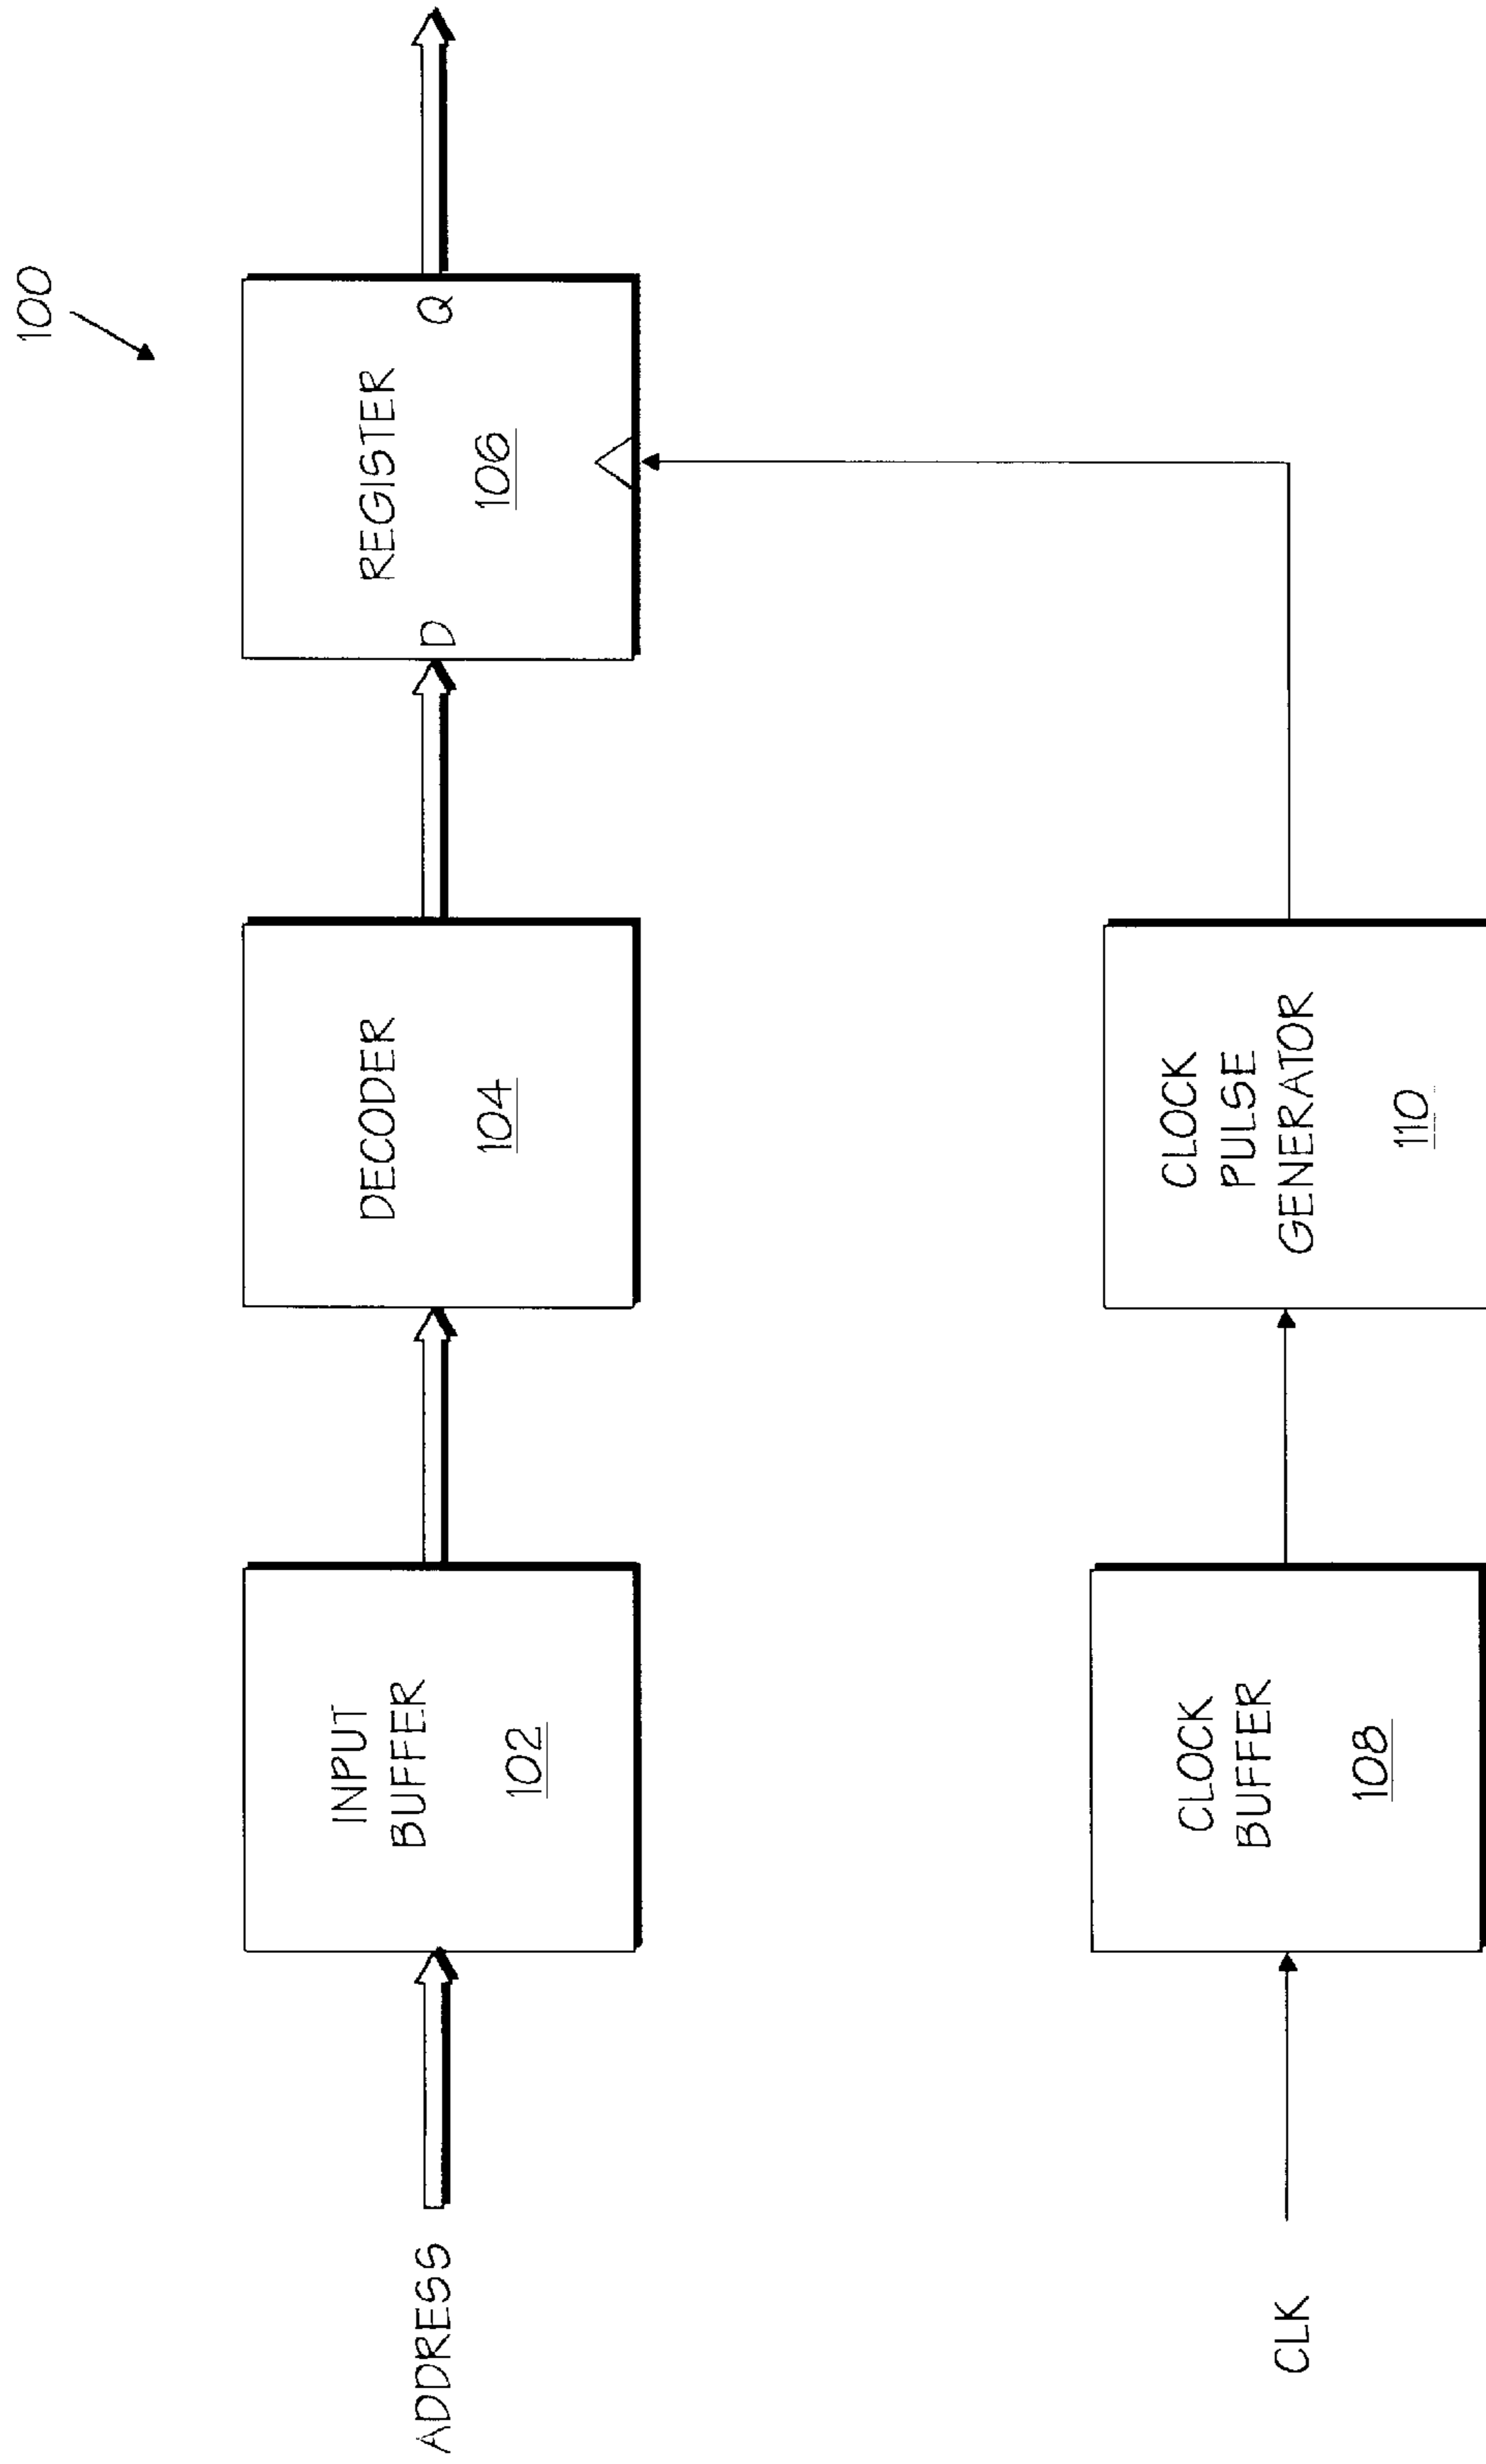 100
ADDRESS
INPUT
BUFFER
102
DECODER
104
D
REGISTER
106
Q
CLK
CLOCK
BUFFER
108
CLOCK
PULSE
GENERATOR
110